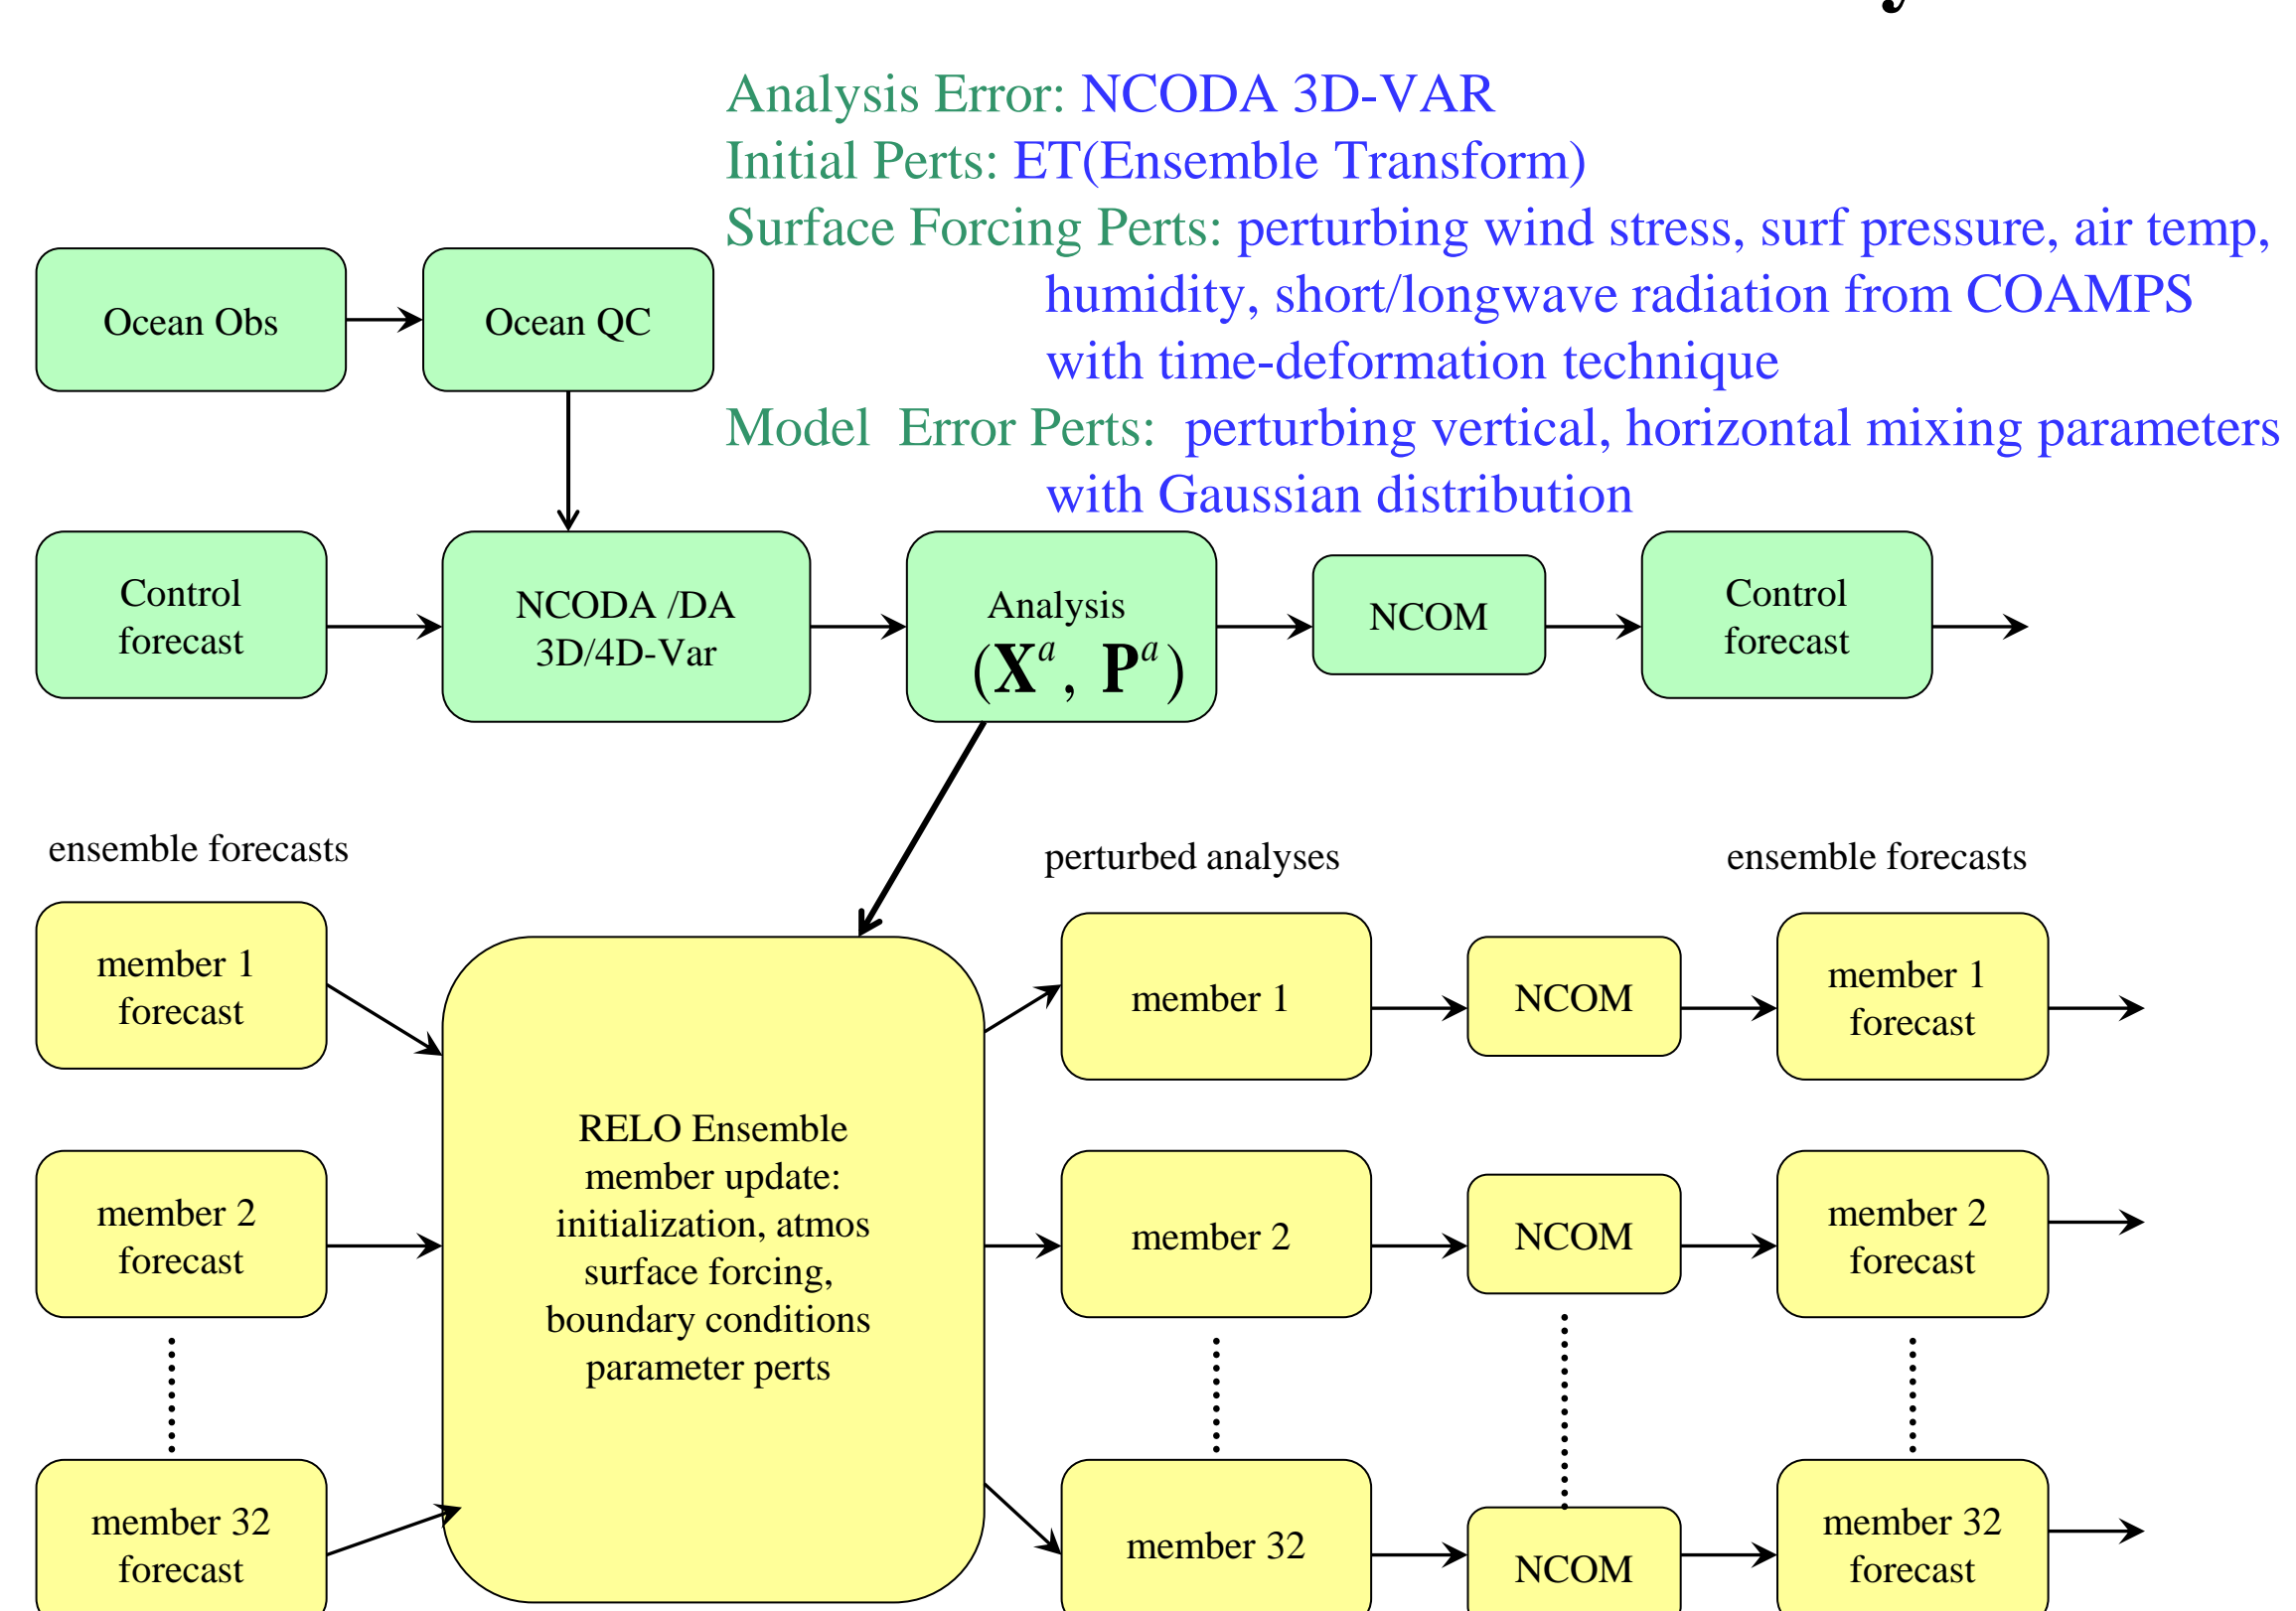 Analysis Error: NCODA 3D-VAR
Initial Perts: ET(Ensemble Transform)
Surface Forcing Perts: perturbing wind stress, surf pressure, air temp,
humidity, short/longwave radiation from COAMPS
with time-deformation technique
Model Error Perts: perturbing vertical, horizontal mixing parameters
with Gaussian distribution
Ocean Obs
Ocean QC
Control
forecast
NCODA /DA
3D/4D-Var
Analysis
(Xᵃ, Pᵃ)
NCOM
Control
forecast
ensemble forecasts
perturbed analyses
ensemble forecasts
member 1
forecast
member 2
forecast
member 32
forecast
RELO Ensemble
member update:
initialization, atmos
surface forcing,
boundary conditions
parameter perts
member 1
NCOM
member 1
forecast
member 2
NCOM
member 2
forecast
member 32
NCOM
member 32
forecast